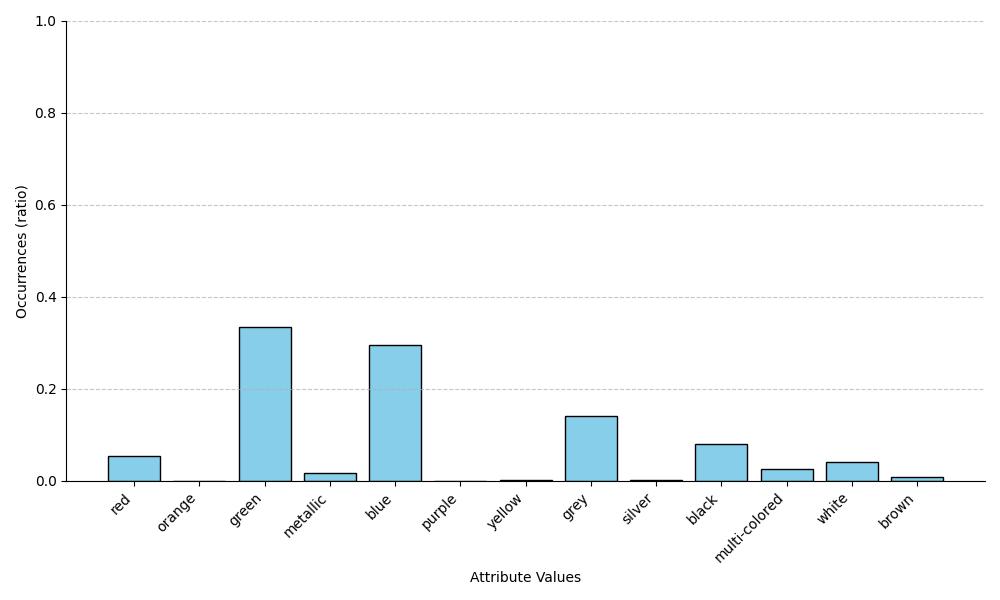 1.0
0.8
0.6
0.4
0.2
0.0
Occurrences (ratio)
red
orange
green
metallic
blue
purple
yellow
grey
silver
black
multi-colored
white
brown
Attribute Values